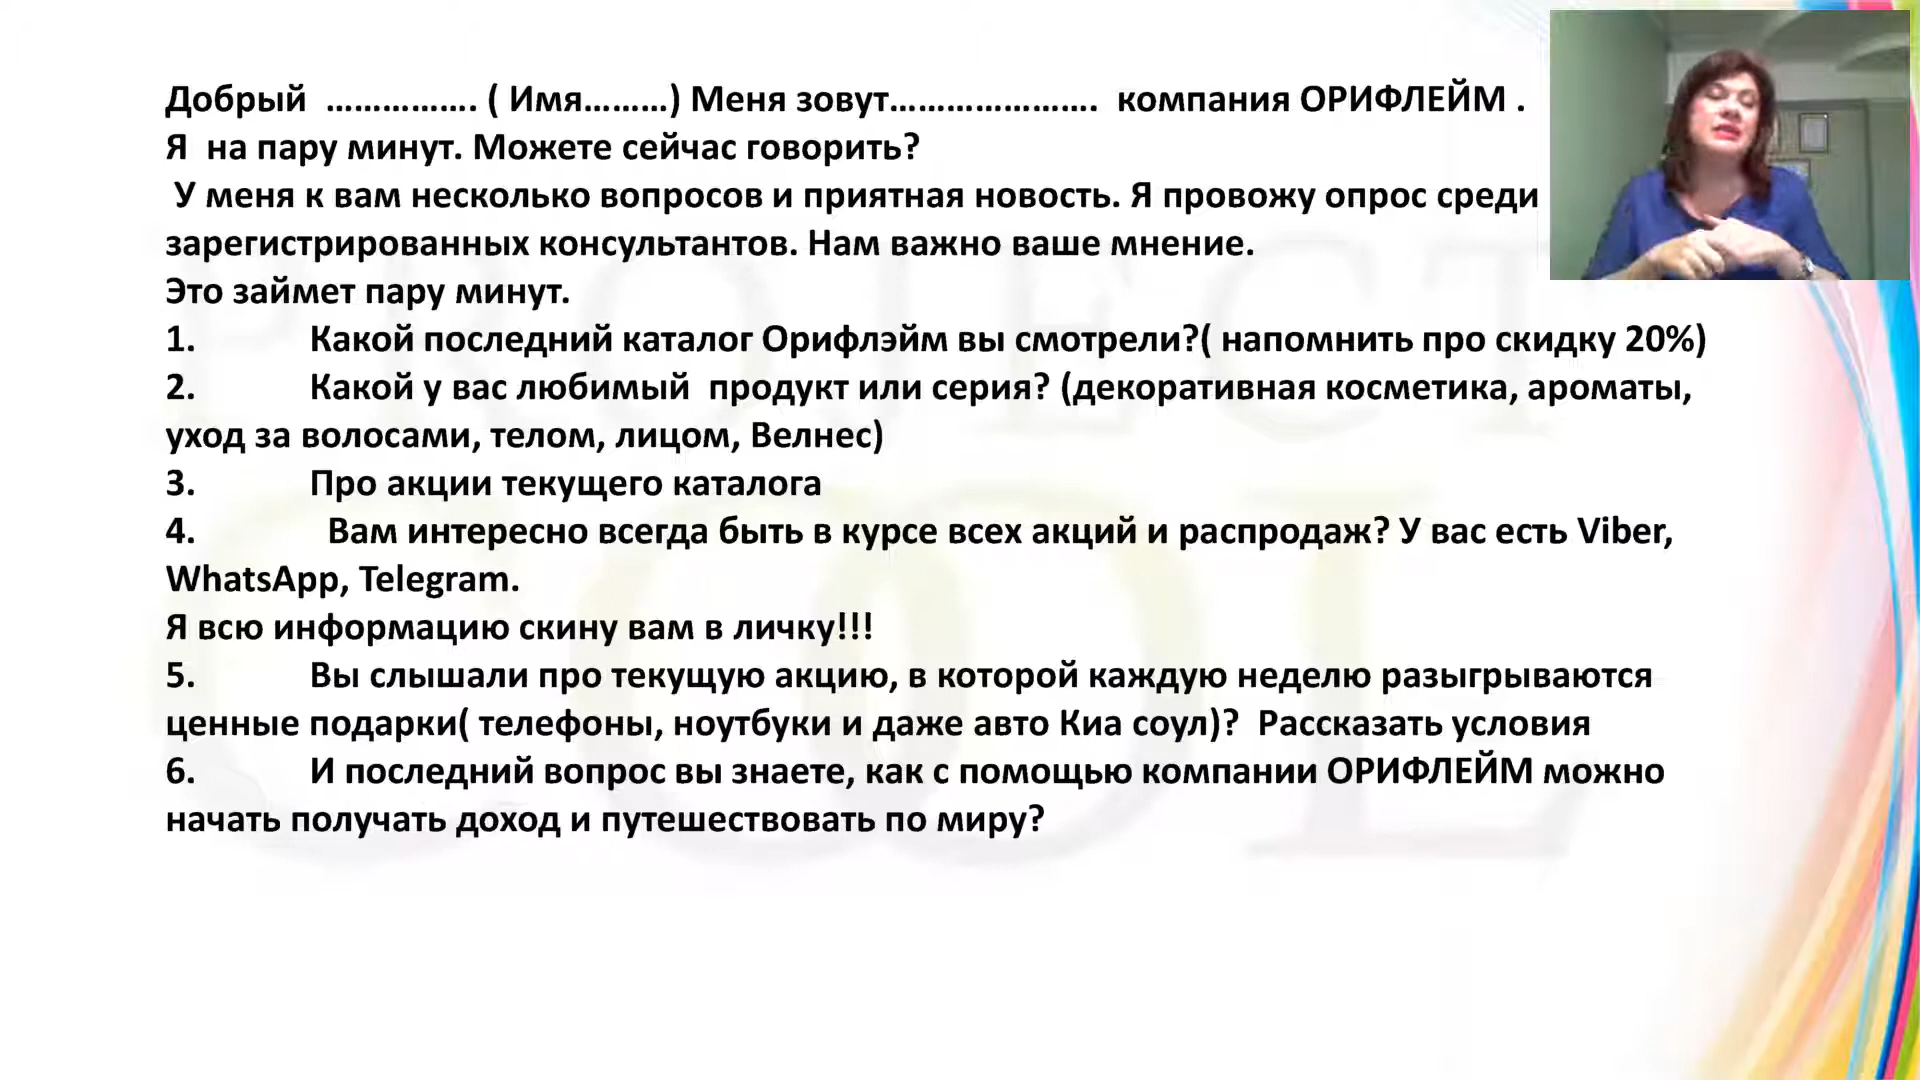 Добрый ……………. ( Имя………) Меня зовут…………………. компания ОРИФЛЕЙМ .
Я на пару минут. Можете сейчас говорить?
У меня к вам несколько вопросов и приятная новость. Я провожу опрос среди
зарегистрированных консультантов. Нам важно ваше мнение.
Это займет пару минут.
1. Какой последний каталог Орифлэйм вы смотрели?( напомнить про скидку 20%)
2. Какой у вас любимый продукт или серия? (декоративная косметика, ароматы,
уход за волосами, телом, лицом, Велнес)
3. Про акции текущего каталога
4. Вам интересно всегда быть в курсе всех акций и распродаж? У вас есть Viber,
WhatsApp, Telegram.
Я всю информацию скину вам в личку!!!
5. Вы слышали про текущую акцию, в которой каждую неделю разыгрываются
ценные подарки( телефоны, ноутбуки и даже авто Киа соул)? Рассказать условия
6. И последний вопрос вы знаете, как с помощью компании ОРИФЛЕЙМ можно
начать получать доход и путешествовать по миру?
PROJECT
COOL